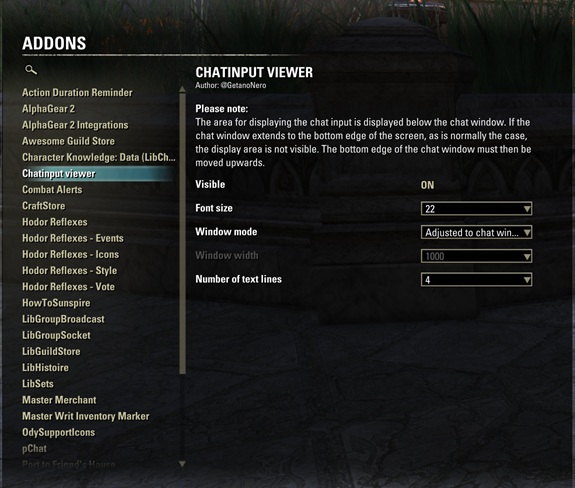 ADDONS
Action Duration Reminder
AlphaGear 2
AlphaGear 2 Integrations
Awesome Guild Store
Character Knowledge: Data (LibCh...
Chatinput viewer
Combat Alerts
CraftStore
Hodor Reflexes
Hodor Reflexes - Events
Hodor Reflexes - Icons
Hodor Reflexes - Style
Hodor Reflexes - Vote
HowToSunspire
LibGroupBroadcast
LibGroupSocket
LibGuildStore
LibHistoire
LibSets
Master Merchant
Master Writ Inventory Marker
OdySupportIcons
pChat
Port to Friend's House
CHATINPUT VIEWER
Author: @GetanoNero
Please note:
The area for displaying the chat input is displayed below the chat window. If the
chat window extends to the bottom edge of the screen, as is normally the case,
the display area is not visible. The bottom edge of the chat window must then be
moved upwards.
Visible ON
Font size 22
Window mode Adjusted to chat win...
Window width 1000
Number of text lines 4